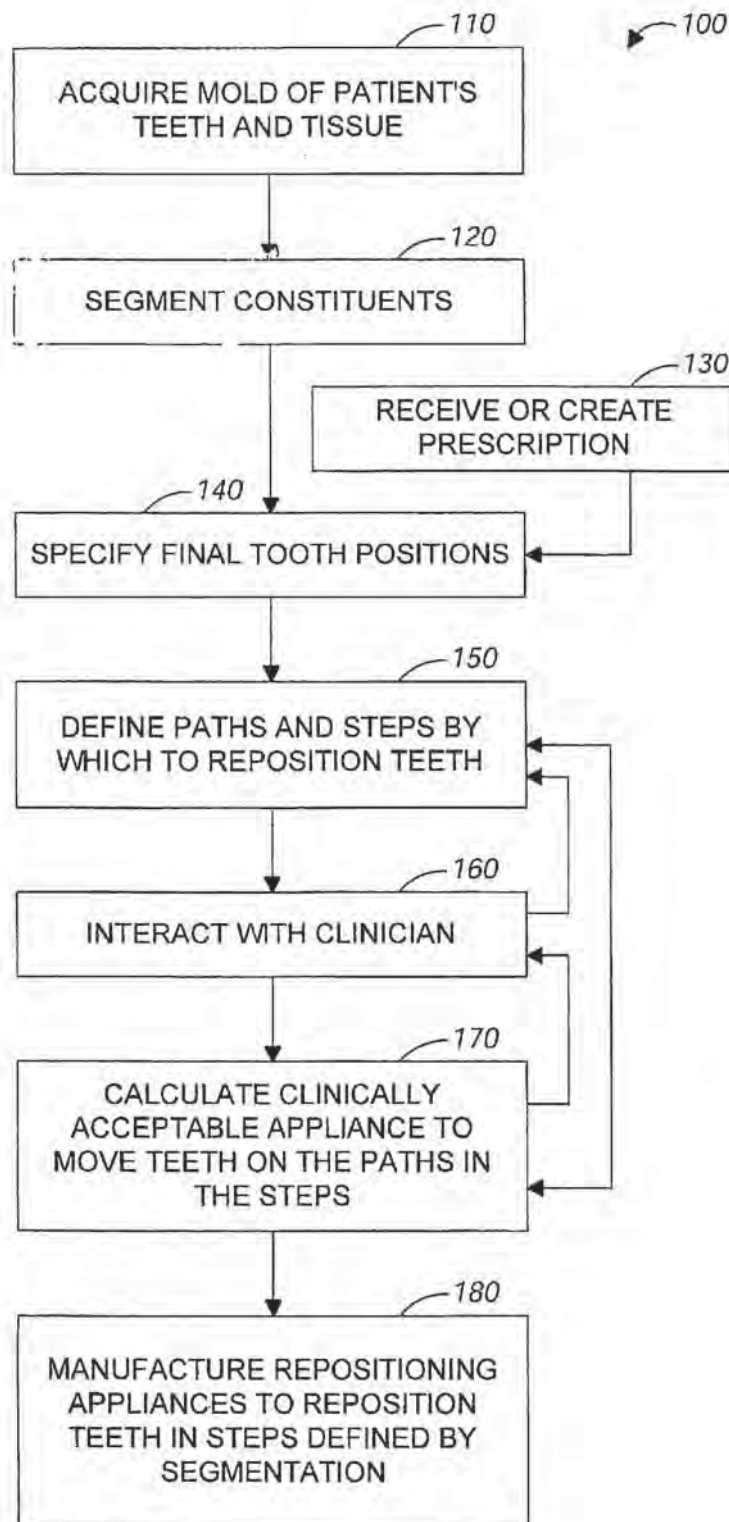 110
100
ACQUIRE MOLD OF PATIENT'S
TEETH AND TISSUE
120
SEGMENT CONSTITUENTS
130
RECEIVE OR CREATE
PRESCRIPTION
140
SPECIFY FINAL TOOTH POSITIONS
150
DEFINE PATHS AND STEPS BY
WHICH TO REPOSITION TEETH
160
INTERACT WITH CLINICIAN
170
CALCULATE CLINICALLY
ACCEPTABLE APPLIANCE TO
MOVE TEETH ON THE PATHS IN
THE STEPS
180
MANUFACTURE REPOSITIONING
APPLIANCES TO REPOSITION
TEETH IN STEPS DEFINED BY
SEGMENTATION